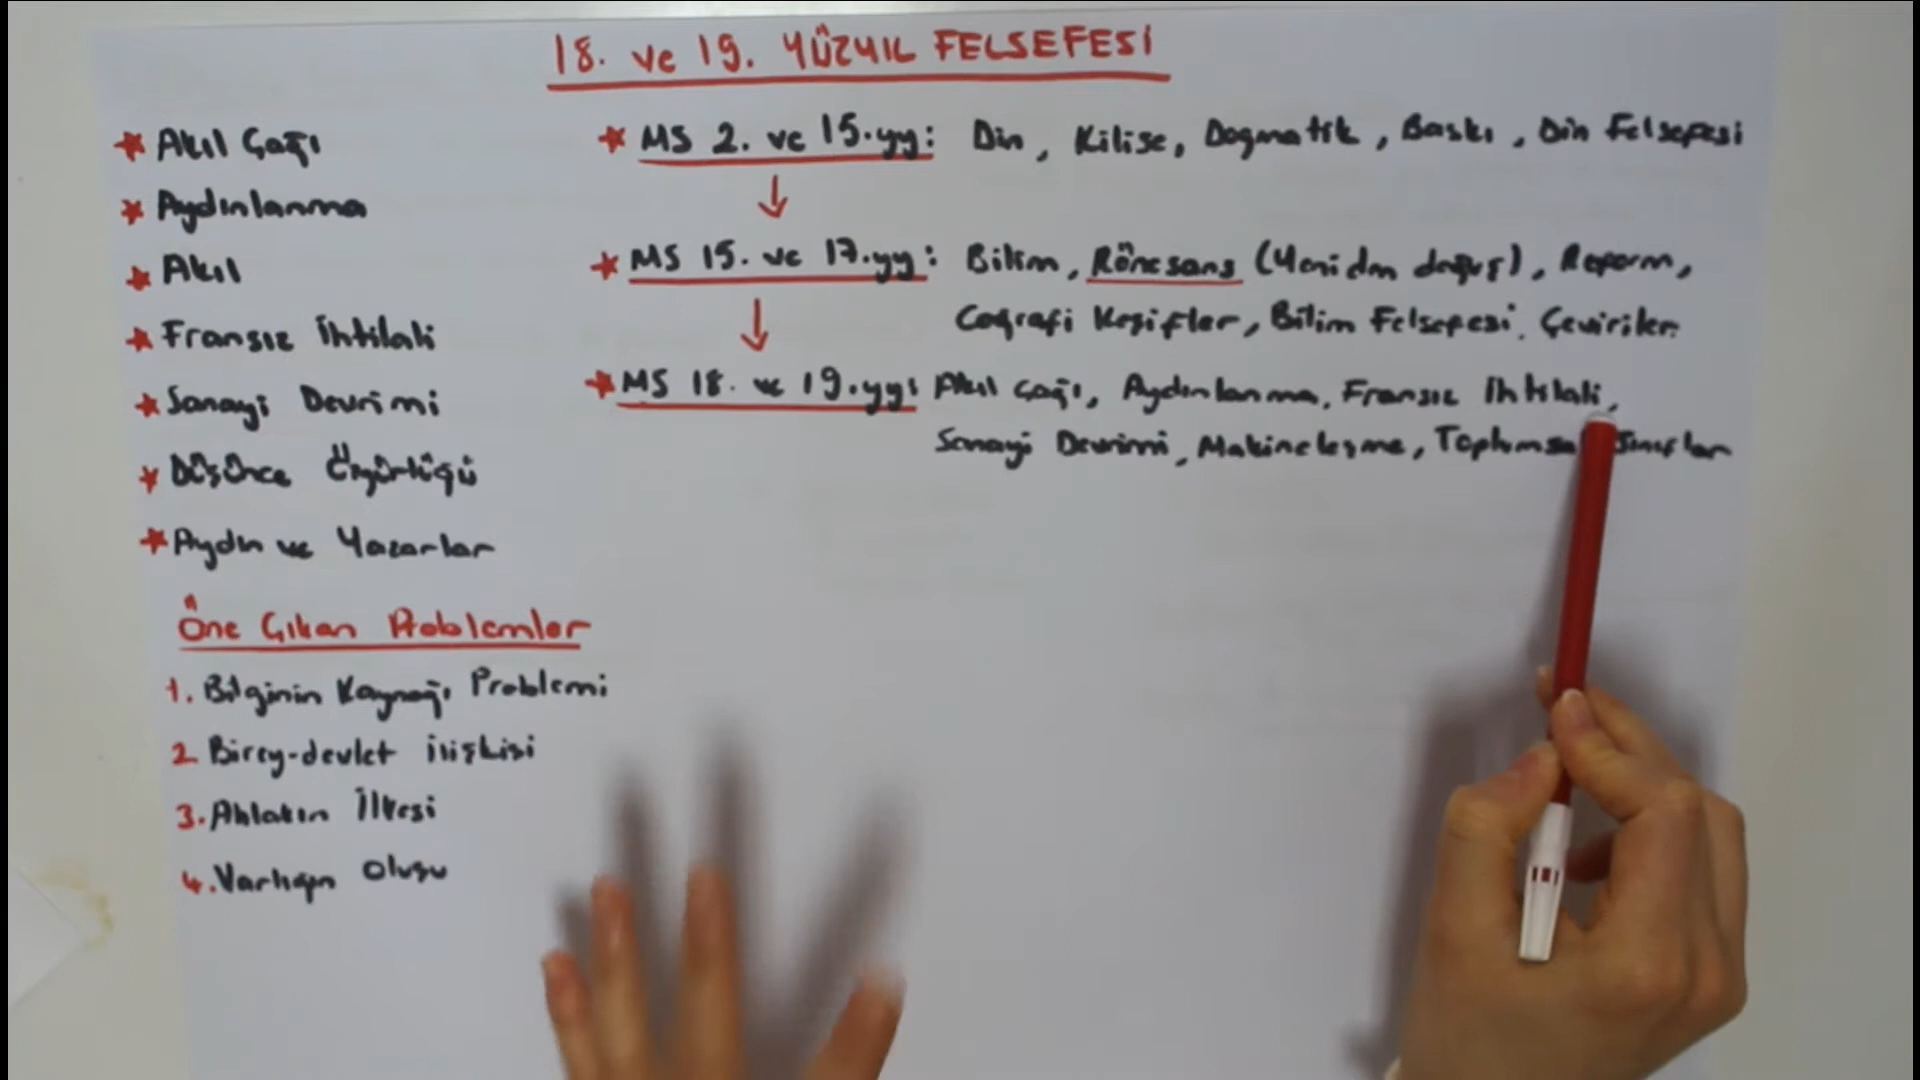 18. ve 19. YÜZYIL FELSEFESİ
Akıl Çağı
Aydınlanma
Akıl
Fransız İhtilali
Sanayi Devrimi
Düşünce Özgürlüğü
Aydın ve Yazarlar
Öne Çıkan Problemler
1. Bilginin Kaynağı Problemi
2 Birey-devlet ilişkisi
3. Ahlakın İlkesi
4. Varlığın Oluşu
MS 2. ve 15.yy: Din, Kilise, Dogmatik, Baskı, Din Felsefesi
MS 15. ve 17.yy: Bilim, Rönesans (Yeniden doğuş), Reform,
Coğrafi Keşifler, Bilim Felsefesi, Çeviriler
MS 18. ve 19.yy: Akıl Çağı, Aydınlanma, Fransız İhtilali,
Sanayi Devrimi, Makineleşme, Toplumsal Sınıflar